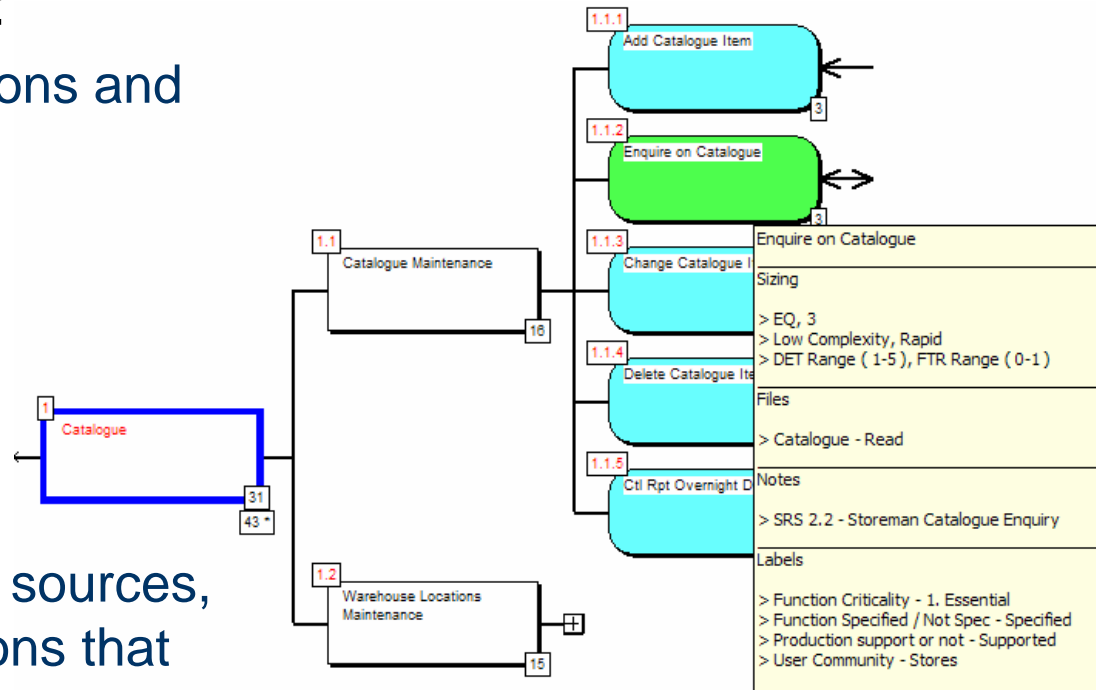 ons and
sources,
ons that
1
Catalogue
31
43 *
1.1
Catalogue Maintenance
16
1.2
Warehouse Locations
Maintenance
15
1.1.1
Add Catalogue Item
3
1.1.2
Enquire on Catalogue
3
1.1.3
Change Catalogue I
1.1.4
Delete Catalogue Ite
1.1.5
Ctl Rpt Overnight D
Enquire on Catalogue
Sizing
> EQ, 3
> Low Complexity, Rapid
> DET Range ( 1-5 ), FTR Range ( 0-1 )
Files
> Catalogue - Read
Notes
> SRS 2.2 - Storeman Catalogue Enquiry
Labels
> Function Criticality - 1. Essential
> Function Specified / Not Spec - Specified
> Production support or not - Supported
> User Community - Stores